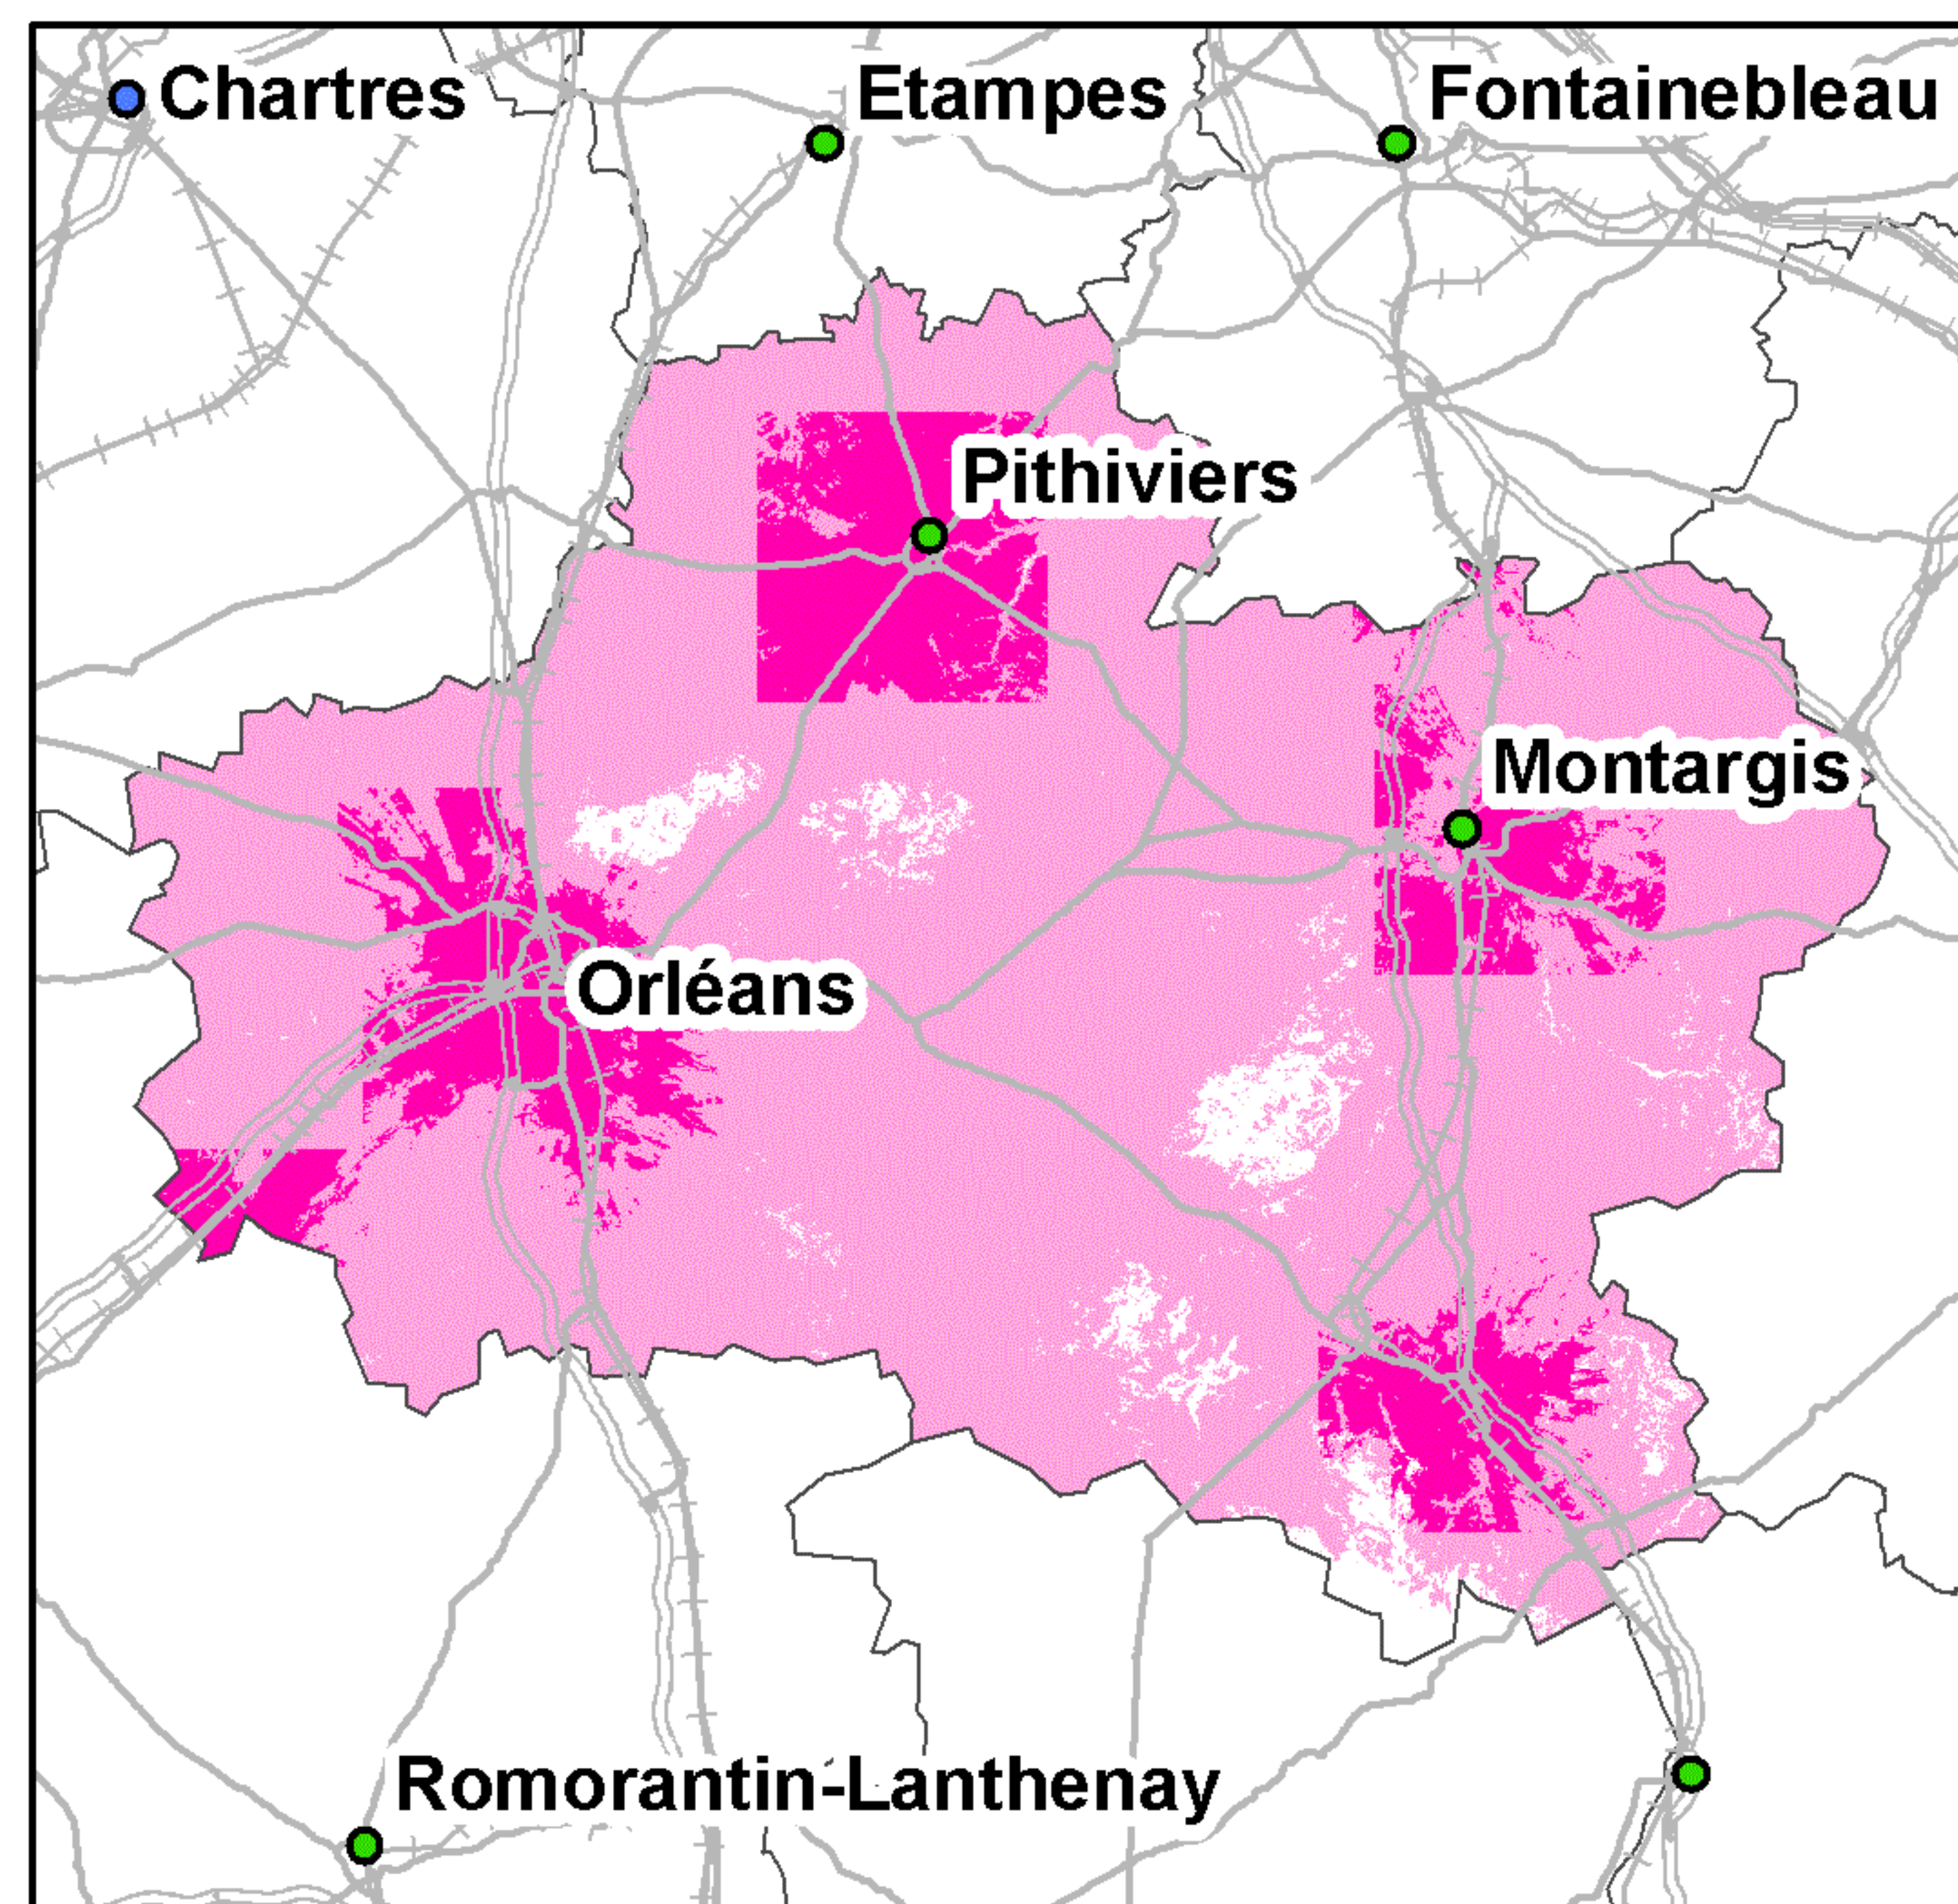 Chartres
Etampes
Fontainebleau
Pithiviers
Montargis
Orléans
Romorantin-Lanthenay